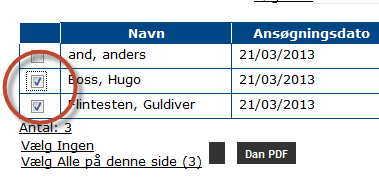 Navn Ansøgningsdato
and, anders 21/03/2013
Boss, Hugo 21/03/2013
Flintesten, Guldiver 21/03/2013
Antal: 3
Vælg Ingen
Vælg Alle på denne side (3)
Dan PDF